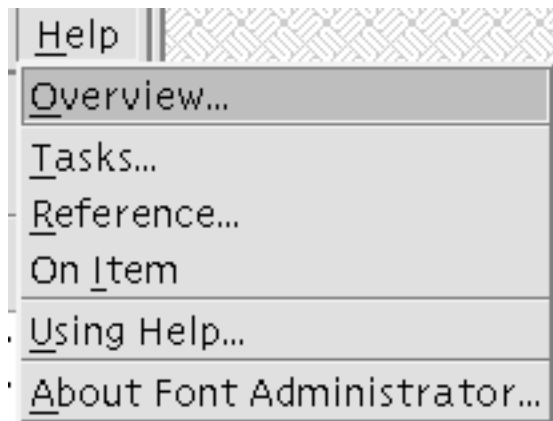 Help
Overview...
Tasks...
Reference...
On Item
Using Help...
About Font Administrator...